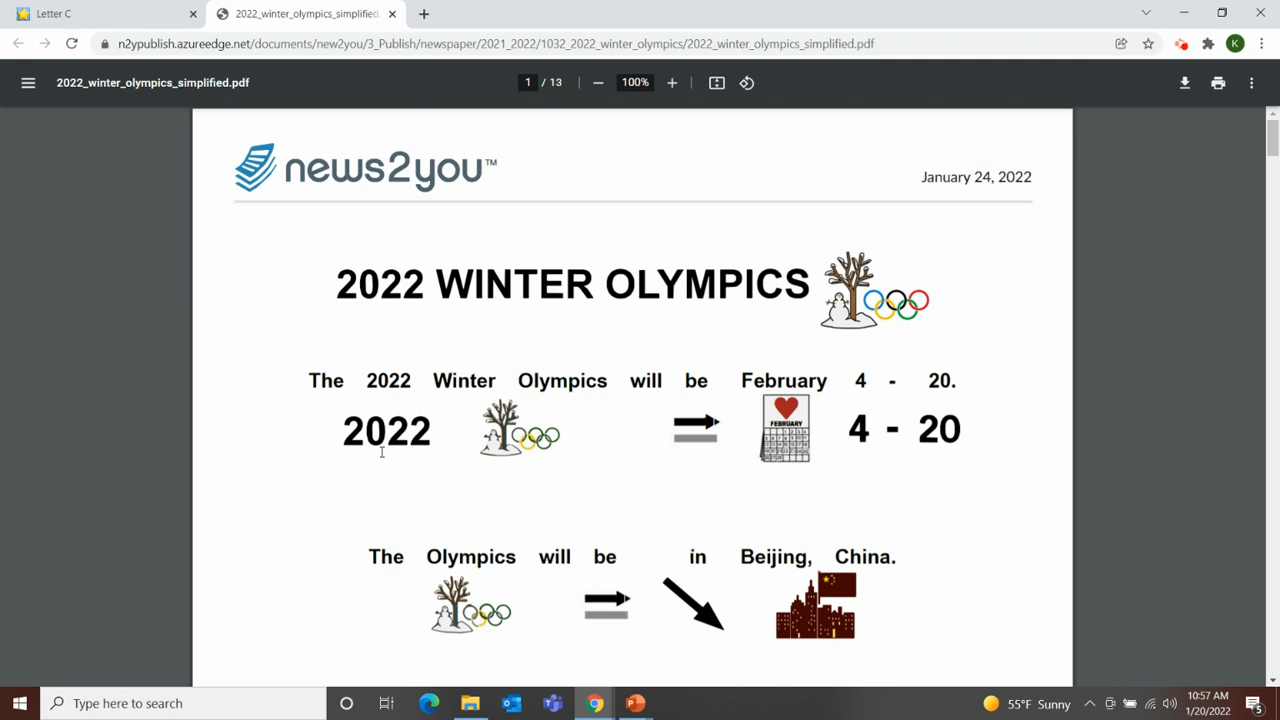 Letter C
2022_winter_olympics_simplified.
n2ypublish.azureedge.net/documents/new2you/3_Publish/newspaper/021_2022/1032_2022_winter_olympics/2022_winter_olympics_simplified.pdf
K
2022_winter_olympics_simplified.pdf
1 / 13
100%
news2you™
January 24, 2022
2022 WINTER OLYMPICS
The 2022 Winter Olympics will be February 4 - 20.
FEBRUARY
2022 4 - 20
The Olympics will be in Beijing, China.
Type here to search
55°F Sunny
10:57 AM
1/20/2022
5